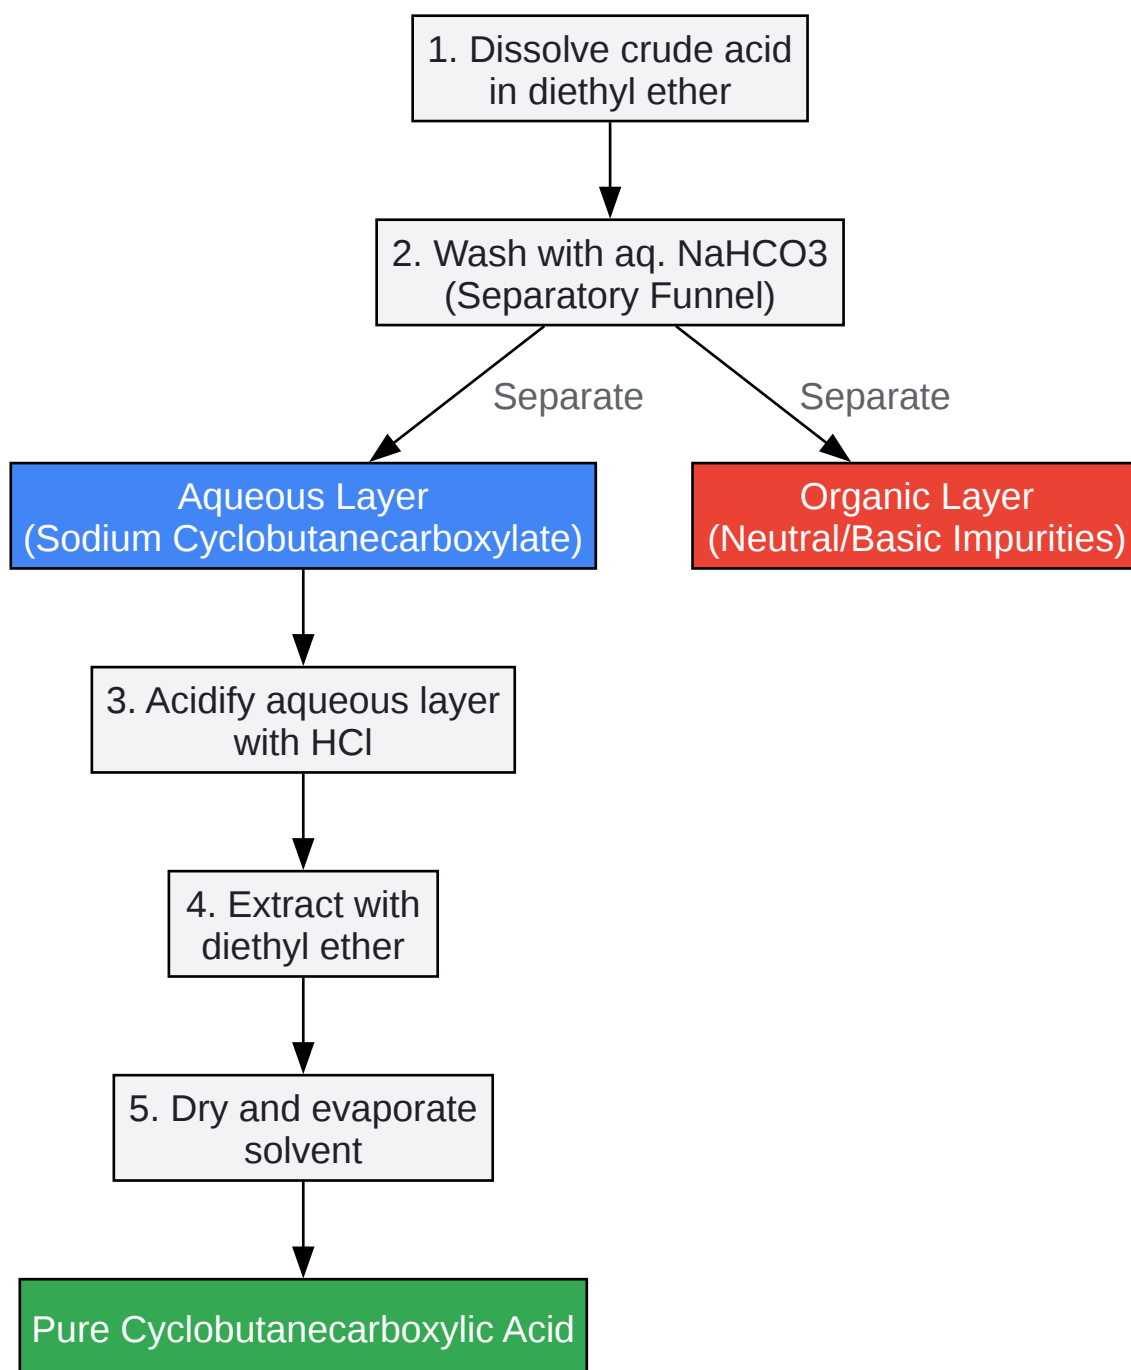 1. Dissolve crude acid
in diethyl ether
2. Wash with aq. NaHCO3
(Separatory Funnel)
Separate
Separate
Aqueous Layer
(Sodium Cyclobutanecarboxylate)
Organic Layer
(Neutral/Basic Impurities)
3. Acidify aqueous layer
with HCl
4. Extract with
diethyl ether
5. Dry and evaporate
solvent
Pure Cyclobutanecarboxylic Acid